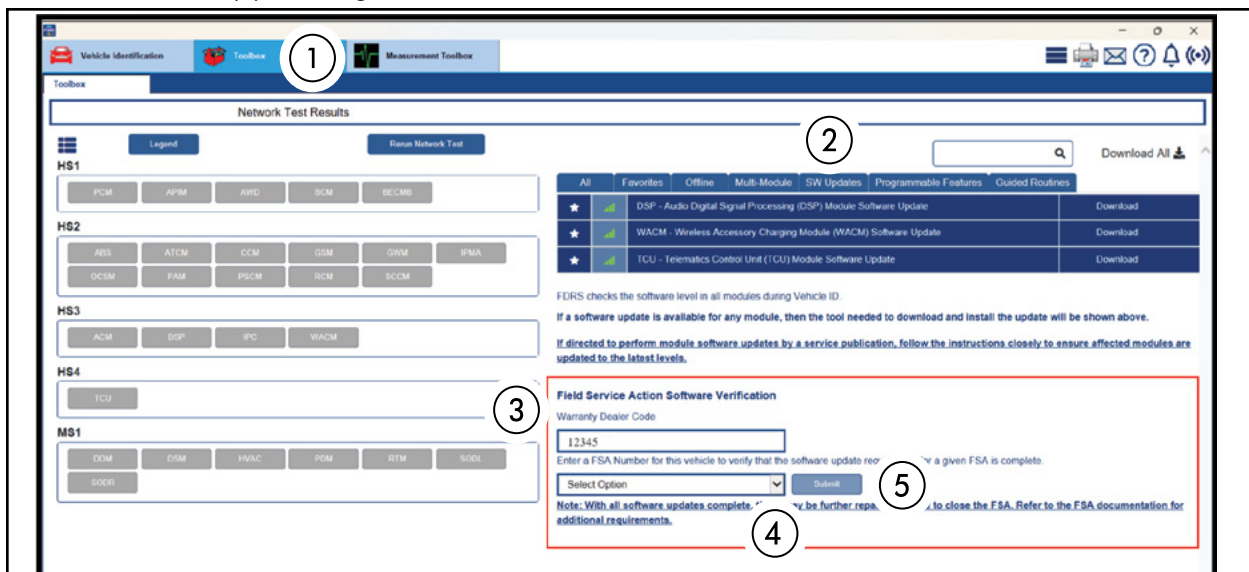 Vehicle Identification
Toolbox
1
Measurement Toolbox
Toolbox
Network Test Results
Legend
Rerun Network Test
2
Download All
HS1
PCM APIM AWD BCM BECMB
All Favorites Offline Multi-Module SW Updates Programmable Features Guided Routines
DSP - Audio Digital Signal Processing (DSP) Module Software Update Download
WACM - Wireless Accessory Charging Module (WACM) Software Update Download
TCU - Telematics Control Unit (TCU) Module Software Update Download
HS2
ABS ATCM CCM GSM GWM IPMA
OCSM PAM PSCM RCM SCCM
FDRS checks the software level in all modules during Vehicle ID.
If a software update is available for any module, then the tool needed to download and install the update will be shown above.
If directed to perform module software updates by a service publication, follow the instructions closely to ensure affected modules are
updated to the latest levels.
HS3
ACM DSP IPC WACM
HS4
TCU
3
Field Service Action Software Verification
Warranty Dealer Code
12345
MS1
DDM DSM HVAC PDM RTM SODL
SODR
Enter a FSA Number for this vehicle to verify that the software update for a given FSA is complete.
Select Option
Submit
5
Note: With all software updates complete, be further to close the FSA. Refer to the FSA documentation for
additional requirements.
4